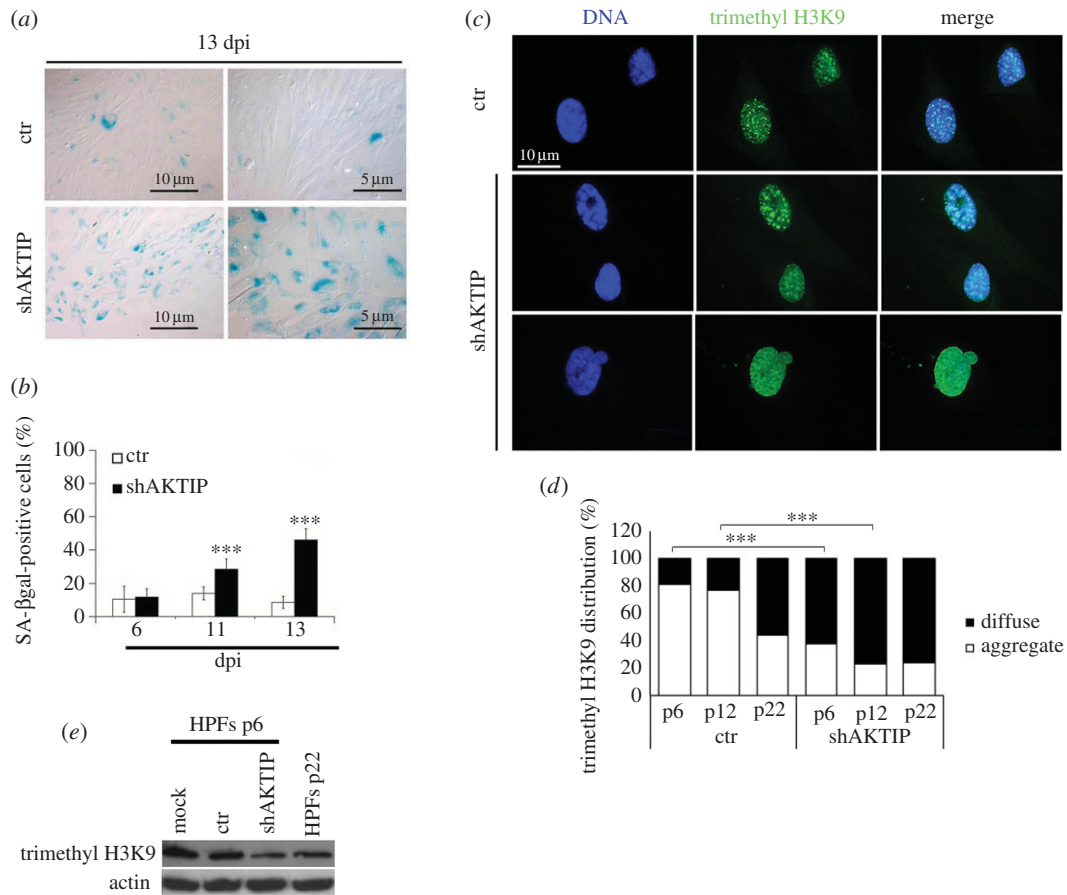 (a)
13 dpi
ctr
10 µm
5 µm
shAKTIP
10 µm
5 µm
(b)
SA-βgal-positive cells (%)
100
80
60
40
20
0
ctr
shAKTIP
***
***
6 11 13
dpi
(c)
DNA trimethyl H3K9 merge
ctr
10 µm
shAKTIP
(d)
trimethyl H3K9 distribution (%)
120
100
80
60
40
20
0
***
***
diffuse
aggregate
p6 p12 p22 p6 p12 p22
ctr shAKTIP
(e)
HPFs p6
mock
ctr
shAKTIP
HPFs p22
trimethyl H3K9
actin